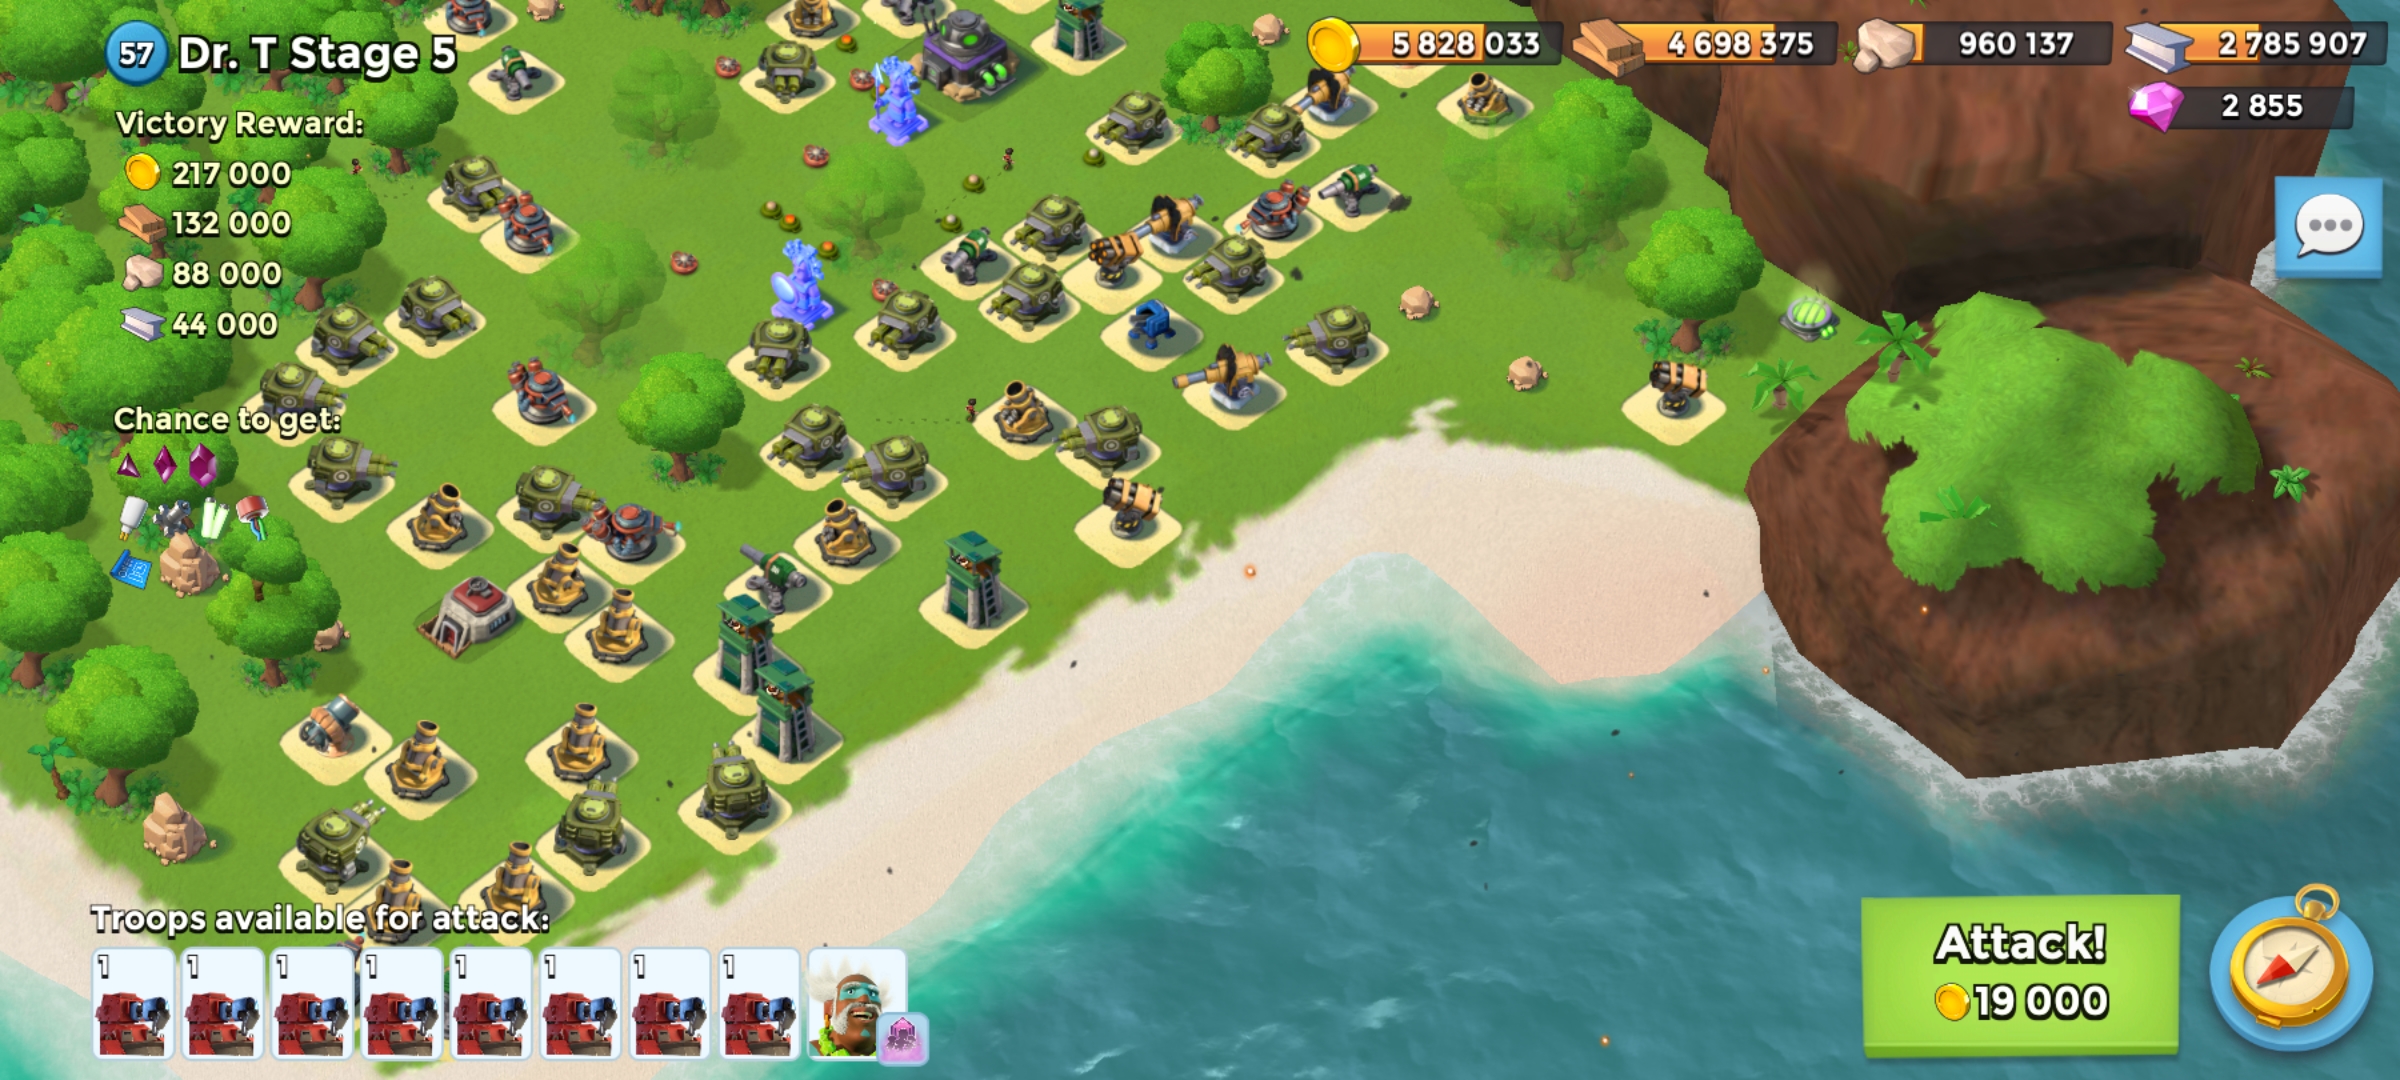 57 Dr. T Stage 5
5 828 033
4 698 375
960 137
2 785 907
2 855
Victory Reward:
217 000
132 000
88 000
44 000
Chance to get:
Troops available for attack:
1 1 1 1 1 1 1 1
Attack!
19 000